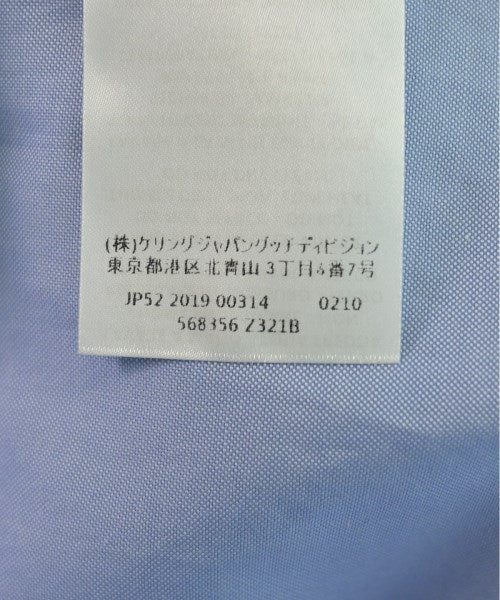 (株)ケリングジャパングッチディビジョン
東京都港区北青山3丁目6番7号
JP52 2019 00314 0210
568356 Z321B